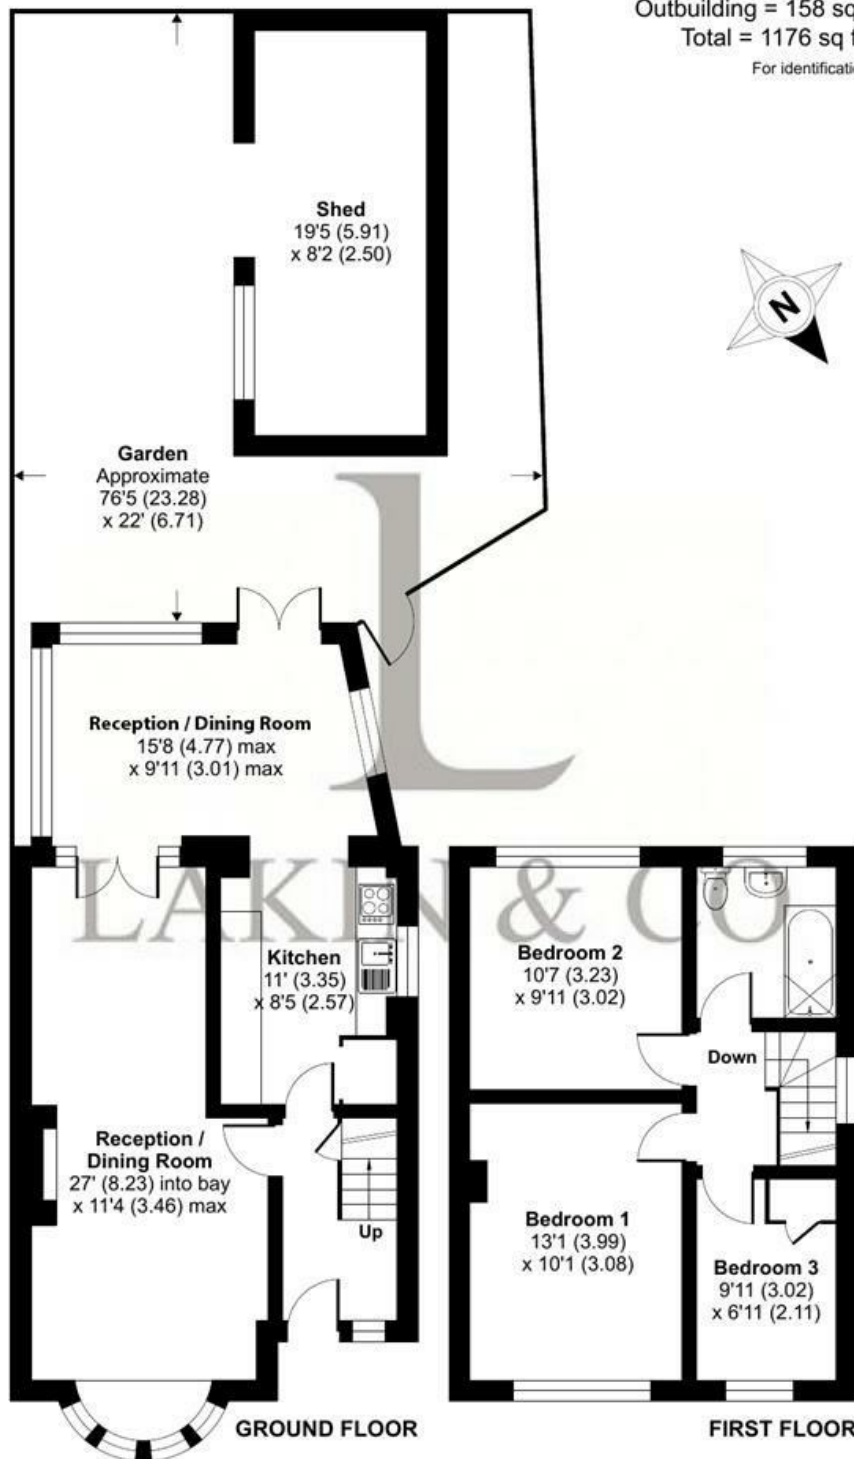 Outbuilding = 158 sq
Total = 1176 sq f
For identificati
Shed
19'5 (5.91)
x 8'2 (2.50)
N
Garden
Approximate
76'5 (23.28)
x 22' (6.71)
L
Reception / Dining Room
15'8 (4.77) max
x 9'11 (3.01) max
LAKIN & CO
Kitchen
11' (3.35)
x 8'5 (2.57)
Bedroom 2
10'7 (3.23)
x 9'11 (3.02)
Down
Reception /
Dining Room
27' (8.23) into bay
x 11'4 (3.46) max
Up
Bedroom 1
13'1 (3.99)
x 10'1 (3.08)
Bedroom 3
9'11 (3.02)
x 6'11 (2.11)
GROUND FLOOR
FIRST FLOOR